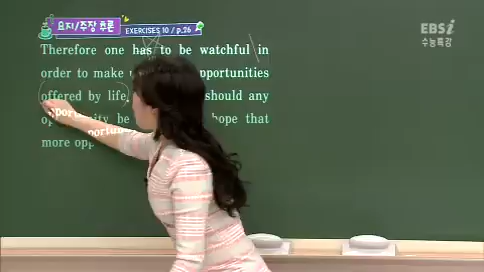 요지/주장 추론
EXERCISES 10 / p.26
EBSi
수능특강
Therefore one has to be watchful in
order to make opportunities
offered by life, should any
be hope that
more